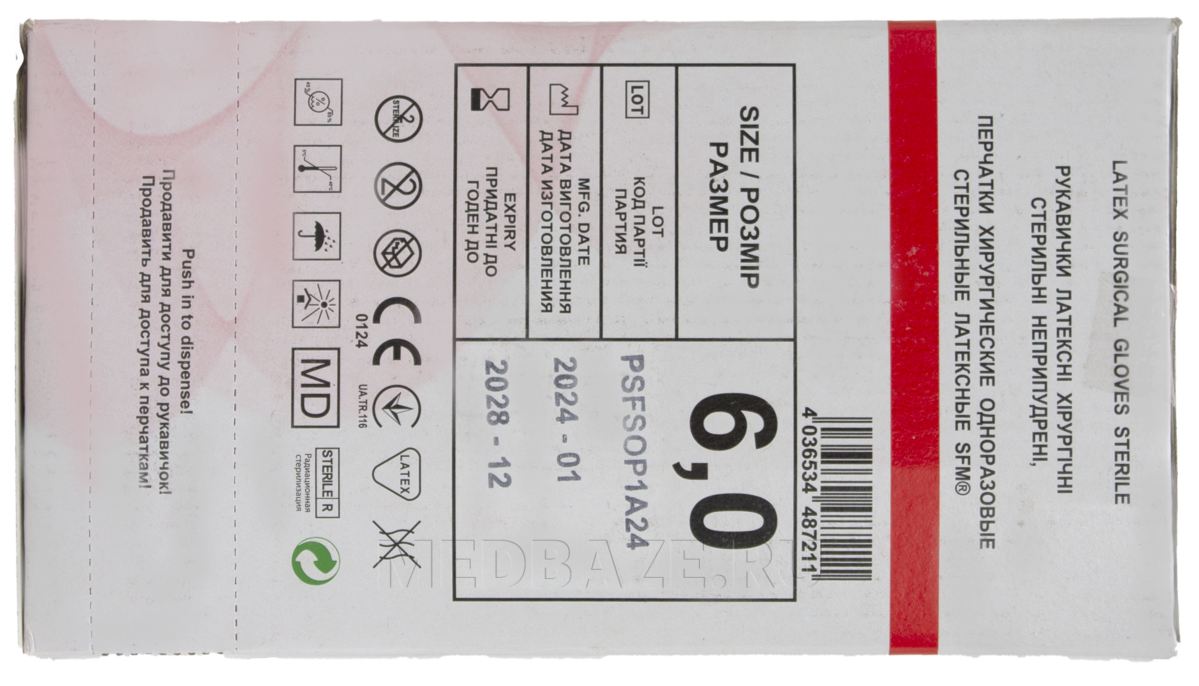 LATEX SURGICAL GLOVES STERILE
РУКАВИЧКИ ЛАТЕКСНІ ХІРУРГІЧНІ
СТЕРИЛЬНІ НЕПРИПУДРЕНІ,
ПЕРЧАТКИ ХИРУРГИЧЕСКИЕ ОДНОРАЗОВЫЕ
СТЕРИЛЬНЫЕ ЛАТЕКСНЫЕ SFM®
4 036534 487211
SIZE / РОЗМІР
РАЗМЕР
6,0
LOT
LOT
КОД ПАРТІЇ
ПАРТИЯ
PSFSOP1A24
MFG. DATE
ДАТА ВИГОТОВЛЕННЯ
ДАТА ИЗГОТОВЛЕНИЯ
2024 - 01
EXPIRY
ПРИДАТНІ ДО
ГОДЕН ДО
2028 - 12
2
STERILIZE
2
CE
0124
UA.TR.116
LATEX
MD
STERILE R
Радиационная
стерилизация
Push in to dispense!
Продавити для доступу до рукавичок!
Продавить для доступа к перчаткам!
MEDBAZE.RU